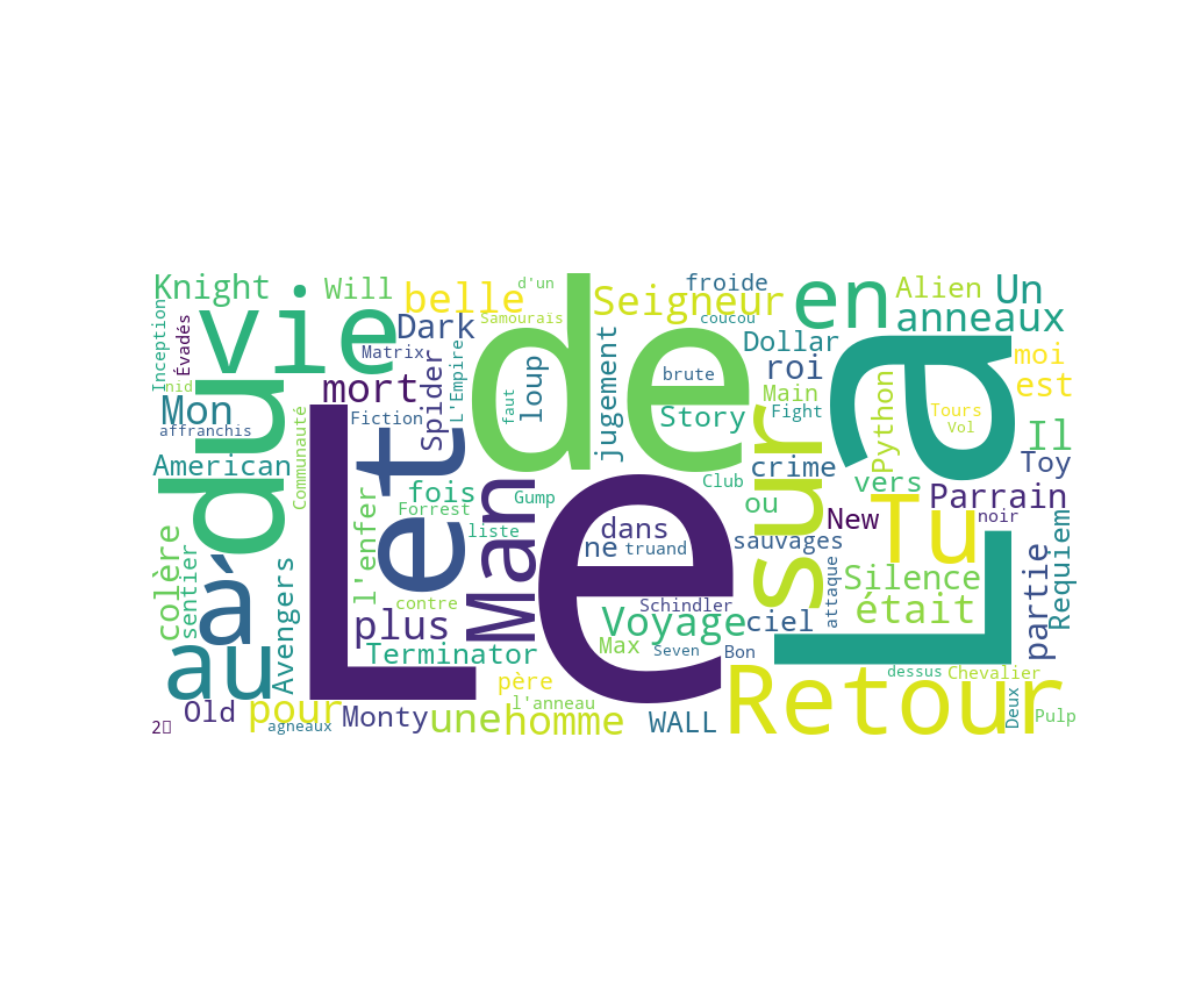 Knight
Will
belle
d'un
Seigneur
froide
en
Alien
Un
Inception
Évadés
vie
Dark
Samouraïs
de
coucou
Dollar
anneaux
Matrix
L'Empire
Spider
loup
jugement
roi
La
moi
nid
mort
brute
est
Mon
du
Fiction
faut
Story
Main
Fight
Python
Tours
Vol
Il
affranchis
Communauté
American
et
Le
sur
crime
vers
Toy
fois
Gump
Club
ou
Parrain
Forrest
Man
dans
New
Tu
noir
liste
l'enfer
ne
truand
sauvages
colère
sentier
à
Avengers
contre
Schindler
attaque
Silence
était
partie
Requiem
plus
Voyage
ciel
Terminator
Max
Seven
Bon
au
père
l'anneau
Retour
dessus
Chevalier
Old
pour
Monty
une
homme
WALL
Deux
Pulp
2
agneaux